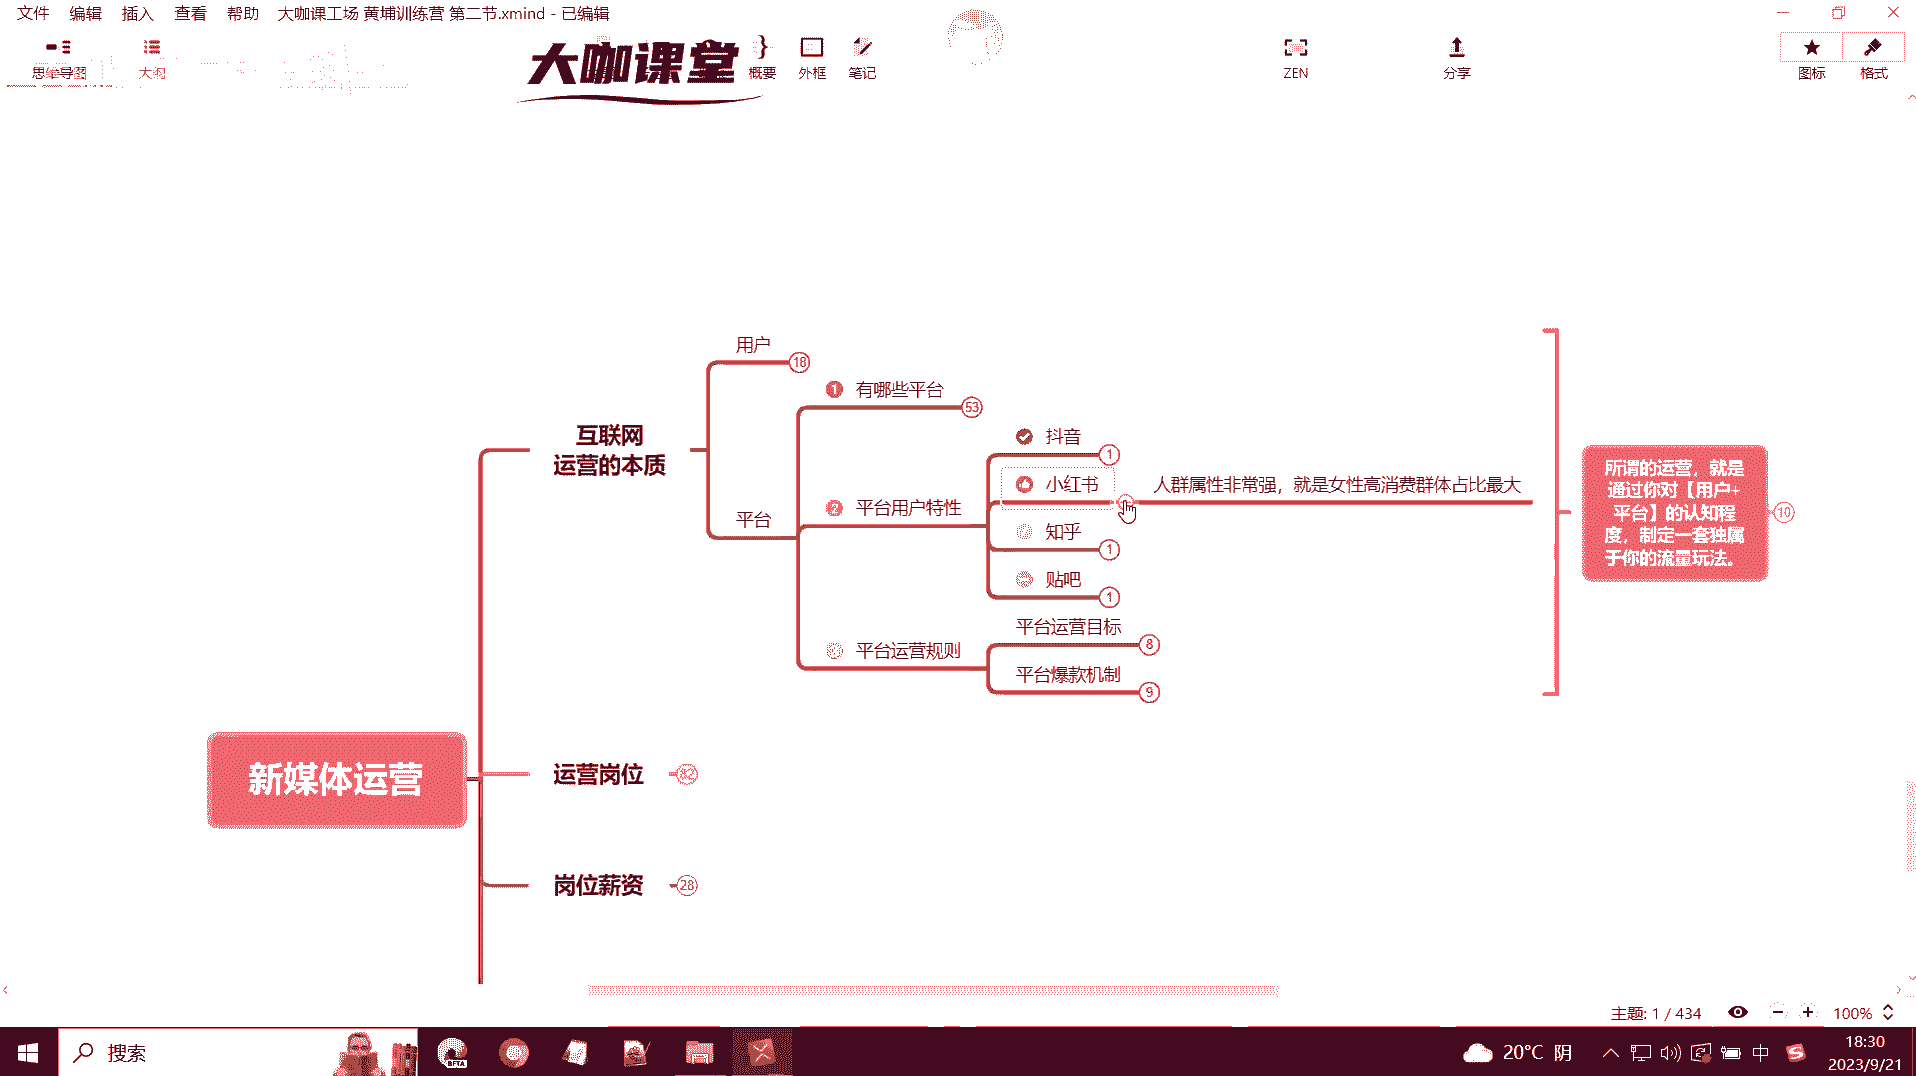 文件 编辑 插入 查看 帮助 大咖课工场 黄埔训练营 第二节.xmind - 已编辑
思维导图 大纲 大咖课堂 概要 外框 笔记 ZEN 分享 图标 格式
用户
18
有哪些平台
1
53
互联网
运营的本质
平台
2
平台用户特性
抖音
1
小红书
人群属性非常强，就是女性高消费群体占比最大
知乎
1
贴吧
1
平台运营规则
平台运营目标
8
平台爆款机制
9
所谓的运营，就是
通过你对【用户+
平台】的认知程
度，制定一套独属
于你的流量玩法。
10
新媒体运营
运营岗位
82
岗位薪资
28
主题: 1 / 434 100%
搜索
BETA
20°C 阴
中
18:30
2023/9/21